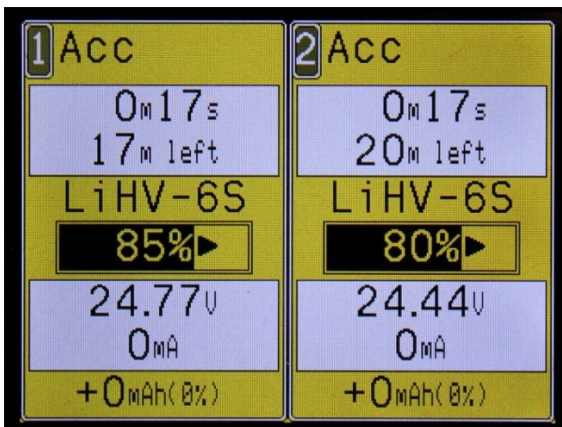 1 Acc
0M17s
17M left
LiHV-6S
85%
24.77V
0mA
+0mAh(0%)
2 Acc
0M17s
20M left
LiHV-6S
80%
24.44V
0mA
+0mAh(0%)